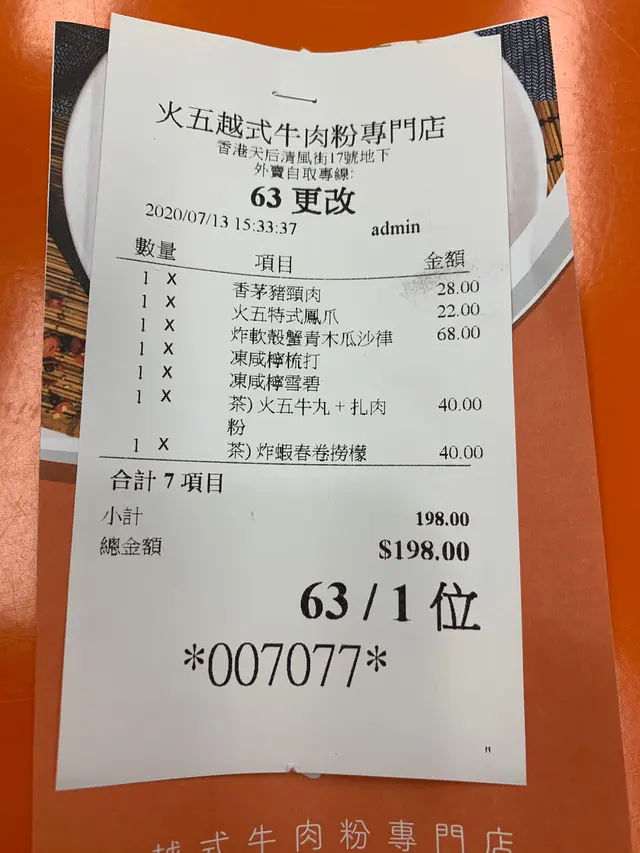 火五越式牛肉粉專門店
香港天后清風街17號地下
外賣自取專線:
63 更改
2020/07/13 15:33:37 admin
數量 項目 金額
1 X 香茅豬頸肉 28.00
1 X 火五特式鳳爪 22.00
1 X 炸軟殼蟹青木瓜沙律 68.00
1 X 凍咸檸梳打
1 X 凍咸檸雪碧
1 X 茶) 火五牛丸 + 扎肉 40.00
粉
1 X 茶) 炸蝦春卷撈檬 40.00
合計 7 項目
小計 198.00
總金額 $198.00
63 / 1 位
*007077*
越式牛肉粉專門店